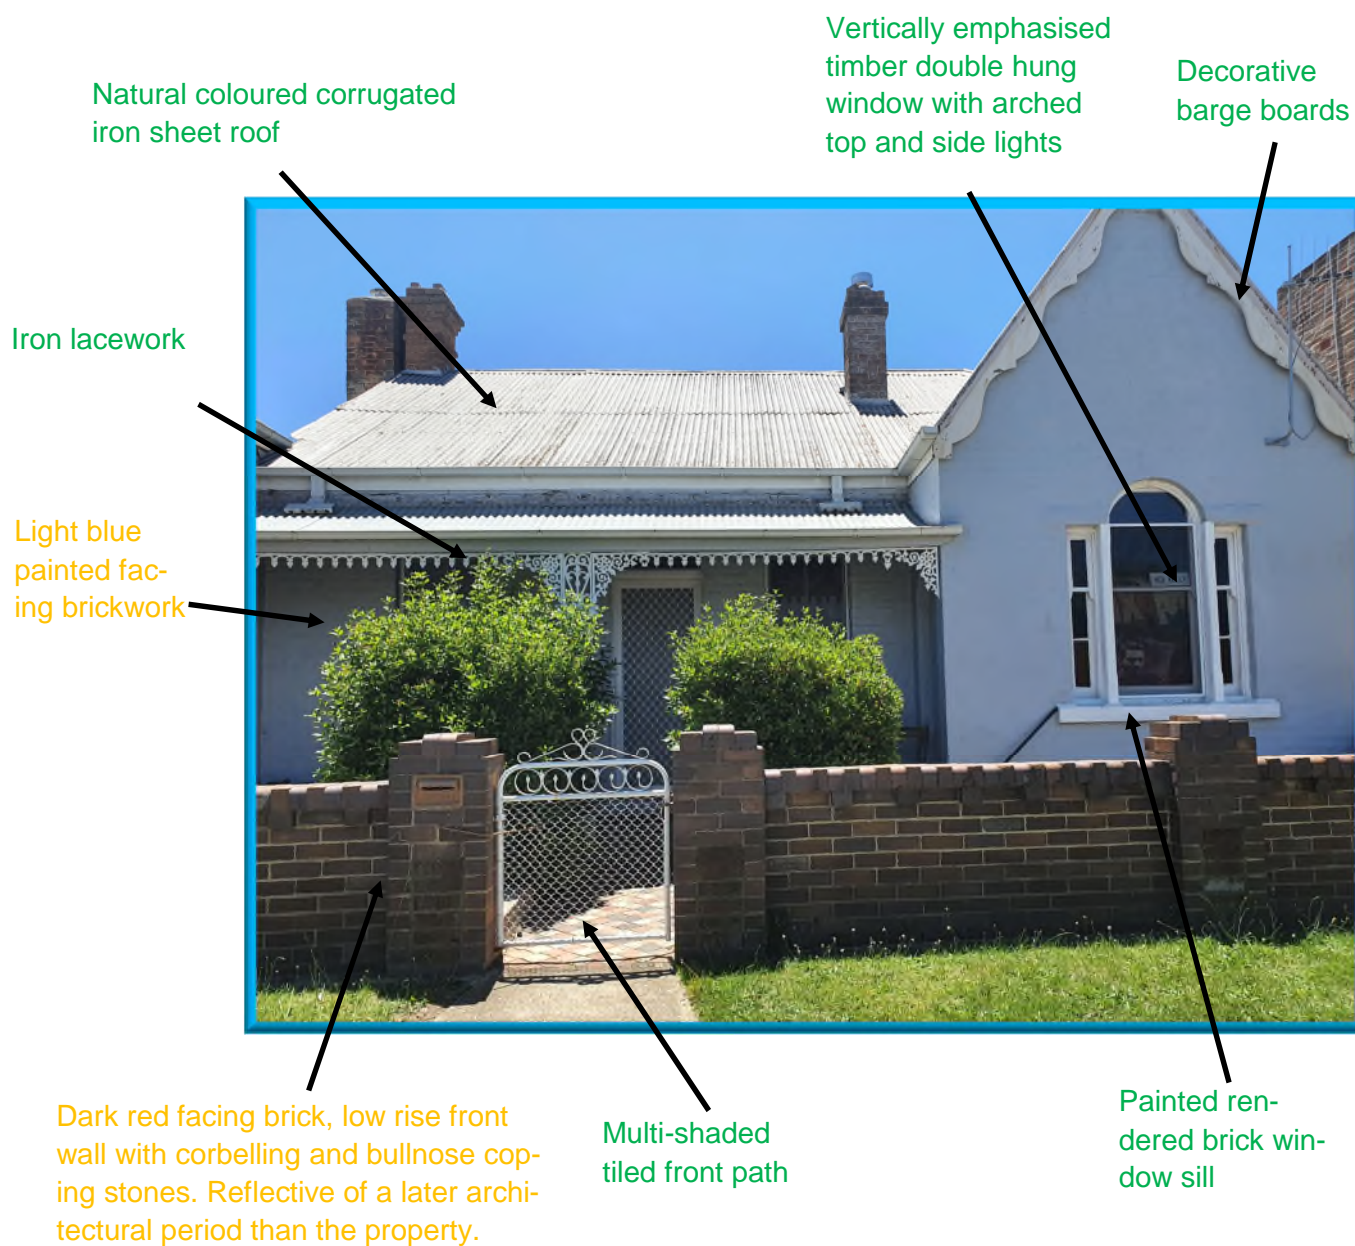 Vertically emphasised
timber double hung
window with arched
top and side lights
Decorative
barge boards
Natural coloured corrugated
iron sheet roof
Iron lacework
Light blue
painted fac-
ing brickwork
Dark red facing brick, low rise front
wall with corbelling and bullnose cop-
ing stones. Reflective of a later archi-
tectural period than the property.
Multi-shaded
tiled front path
Painted ren-
dered brick win-
dow sill